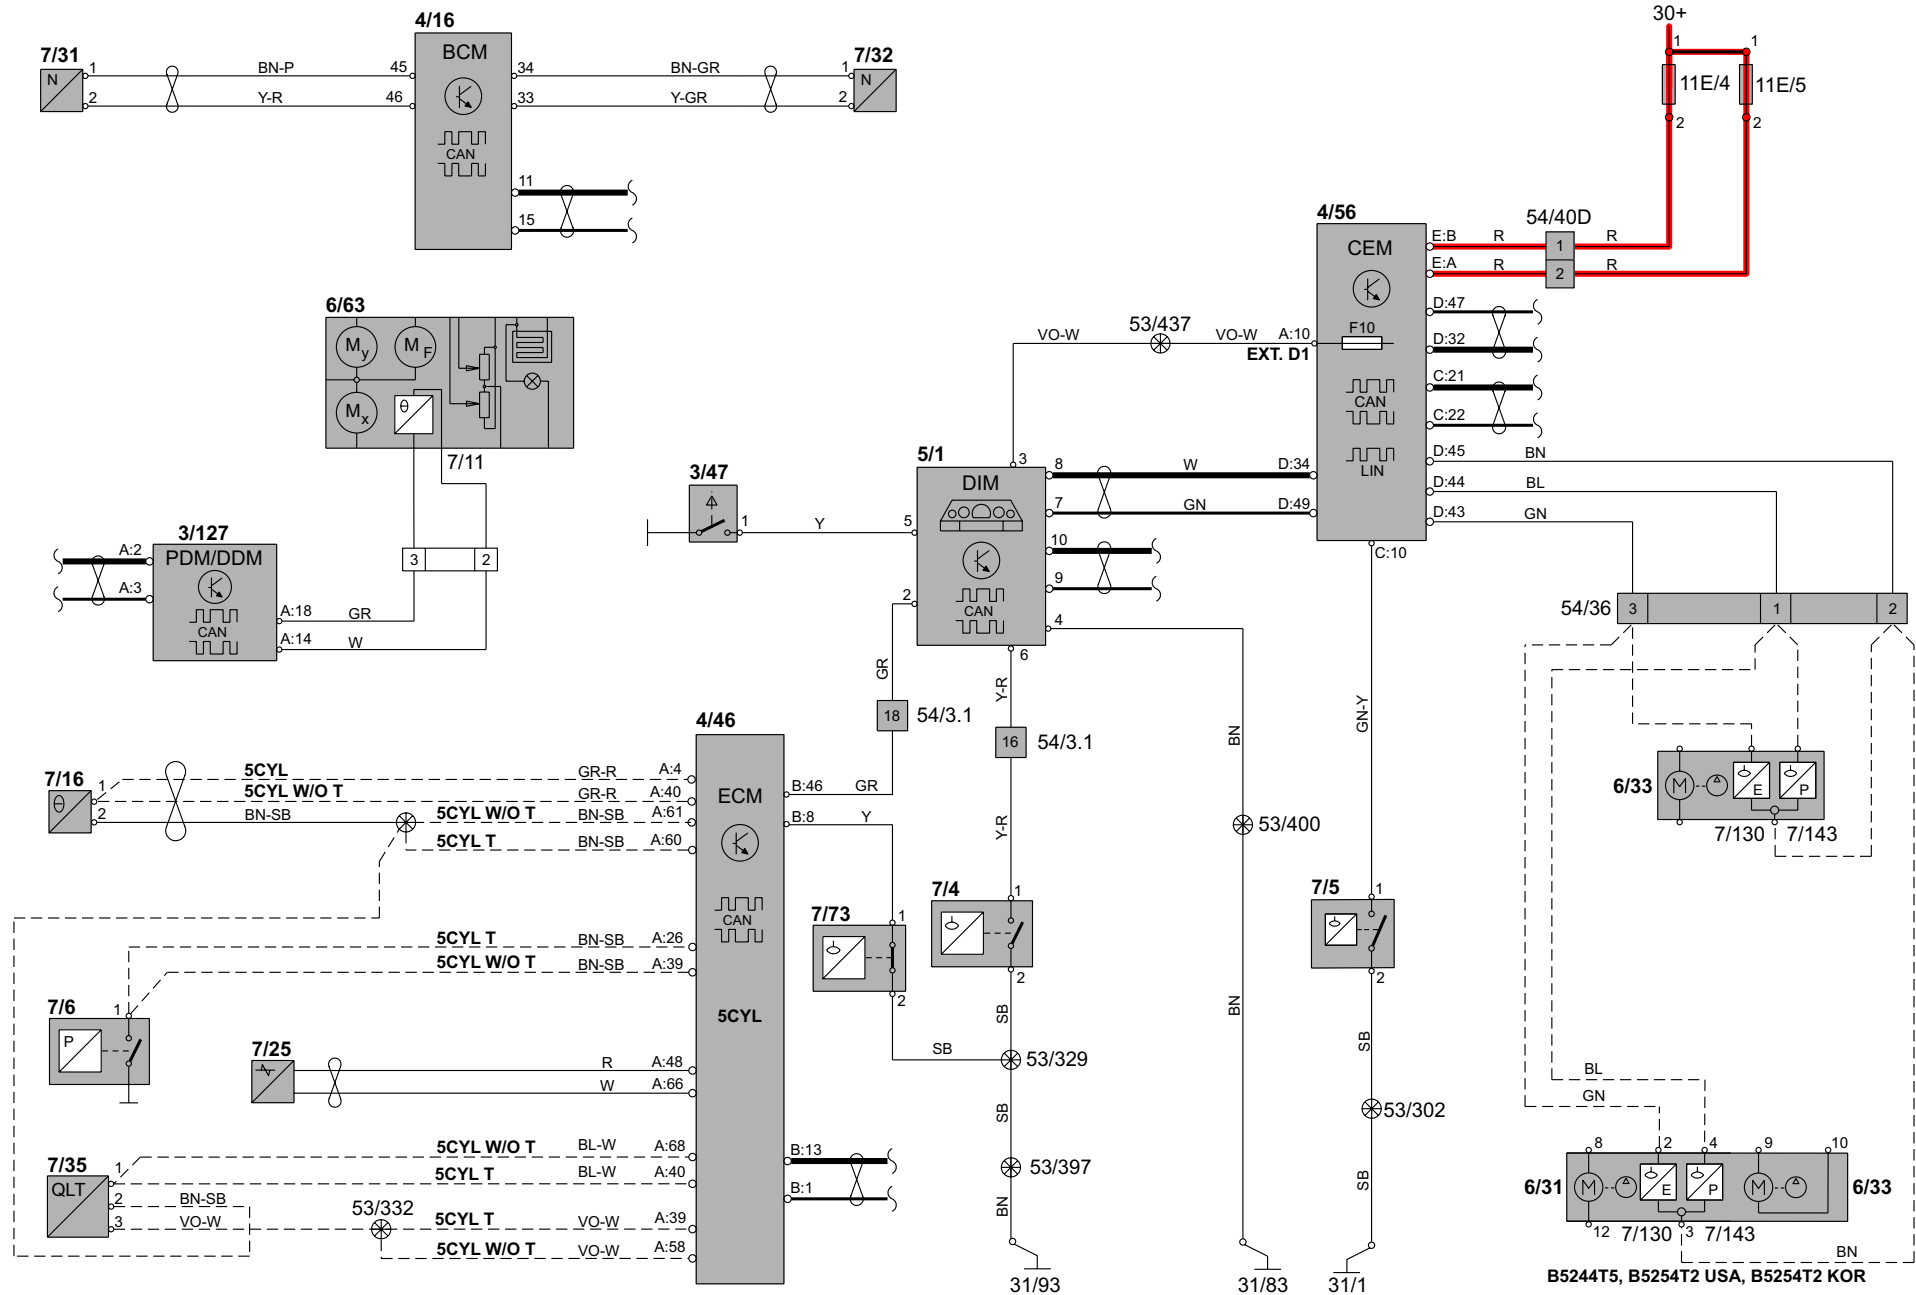 7/31
N
1
2
BN-P
Y-R
45
46
4/16
BCM
CAN
34
33
BN-GR
Y-GR
1
2
7/32
N
11
15
30+
1
1
11E/4
11E/5
2
2
6/63
My
MF
Mx
θ
7/11
3
2
3/127
PDM/DDM
CAN
A:2
A:3
A:18
GR
A:14
W
3/47
1
Y
5
5/1
DIM
CAN
3
8
W
D:34
7
GN
D:49
10
9
2
4
6
VO-W
53/437
VO-W
A:10
EXT. D1
4/56
CEM
F10
CAN
LIN
E:B
R
54/40D
1
R
E:A
R
2
R
D:47
D:32
C:21
C:22
D:45
BN
D:44
BL
D:43
GN
C:10
54/36
3
1
2
6/33
M
E
P
7/130
7/143
GR
18
54/3.1
Y-R
16
54/3.1
Y-R
BN
53/400
BN
31/83
GN-Y
7/5
1
2
SB
53/302
SB
31/1
4/46
ECM
CAN
5CYL
B:46
GR
B:8
Y
B:13
B:1
7/16
θ
1
2
5CYL
GR-R
A:4
5CYL W/O T
GR-R
A:40
BN-SB
5CYL W/O T
BN-SB
A:61
5CYL T
BN-SB
A:60
5CYL T
BN-SB
A:26
5CYL W/O T
BN-SB
A:39
7/6
1
P
7/25
R
A:48
W
A:66
7/35
QLT
1
2
3
5CYL W/O T
BL-W
A:68
5CYL T
BL-W
A:40
BN-SB
VO-W
53/332
5CYL T
VO-W
A:39
5CYL W/O T
VO-W
A:58
7/73
1
2
SB
7/4
1
2
SB
53/329
SB
53/397
BN
31/93
BL
GN
8
2
4
9
10
6/31
M
E
P
M
6/33
12
7/130
3
7/143
BN
B5244T5, B5254T2 USA, B5254T2 KOR